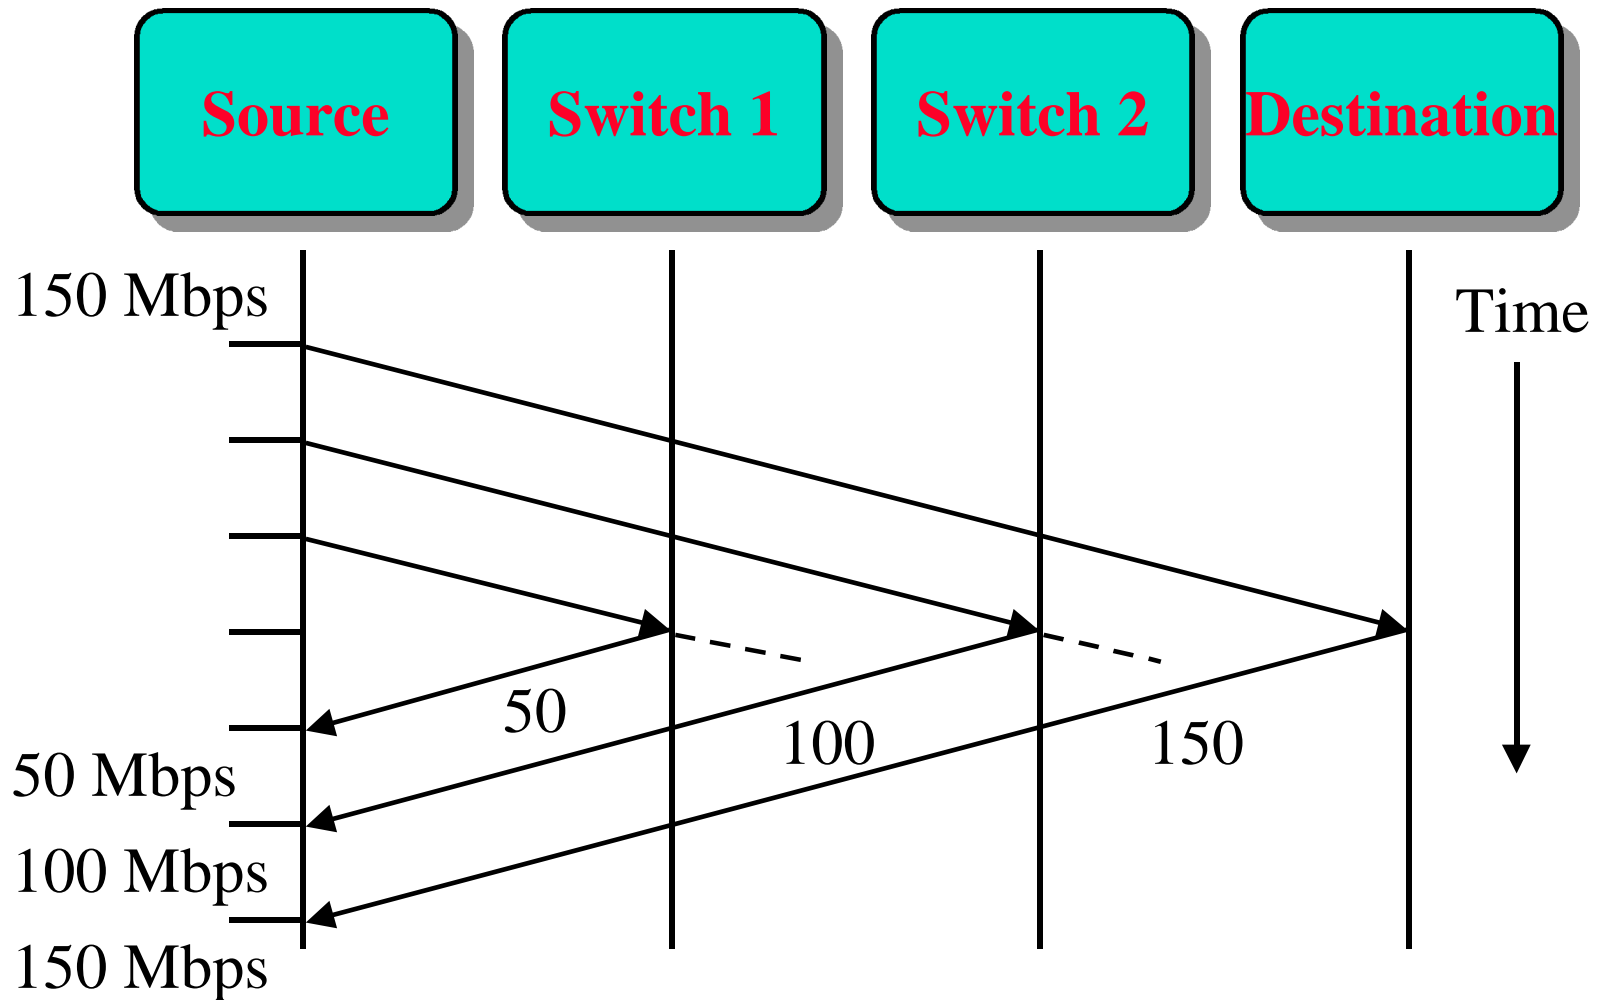 Source
Switch 1
Switch 2
Destination
150 Mbps
Time
50
100
150
50 Mbps
100 Mbps
150 Mbps